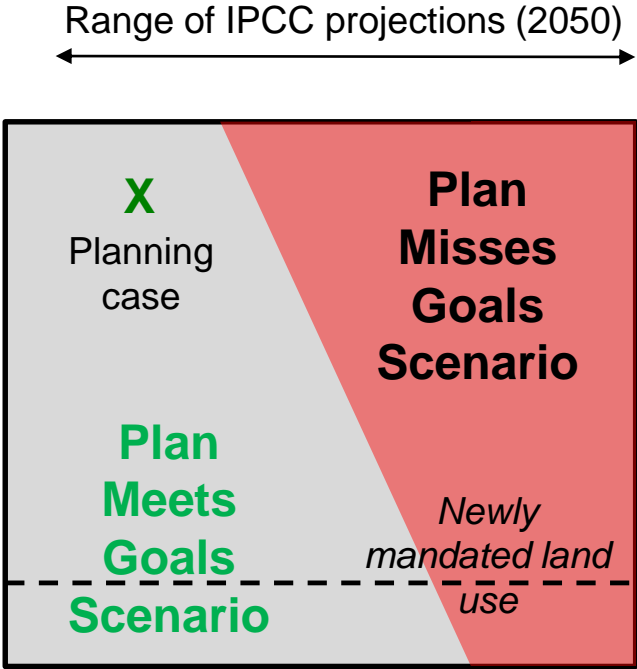 Range of IPCC projections (2050)
X
Planning
case
Plan
Misses
Goals
Scenario
Plan
Meets
Goals
Scenario
Newly
mandated land
use